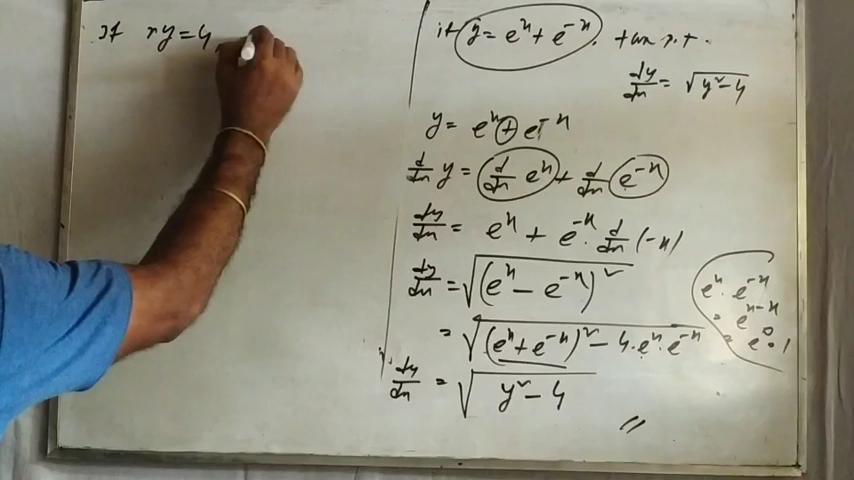 If xy=4
if y = e^x + e^-x. then p.t.
dy/dx = √(y²-4)
y = e^x + e^-x
d/dx y = d/dx e^x + d/dx e^-x
dy/dx = e^x + e^-x · d/dx (-x)
dy/dx = √(e^x - e^-x)²
= √(e^x + e^-x)² - 4·e^x·e^-x
dy/dx = √(y²-4)
//
e^x · e^-x
= e^x-x
= e^0 = 1